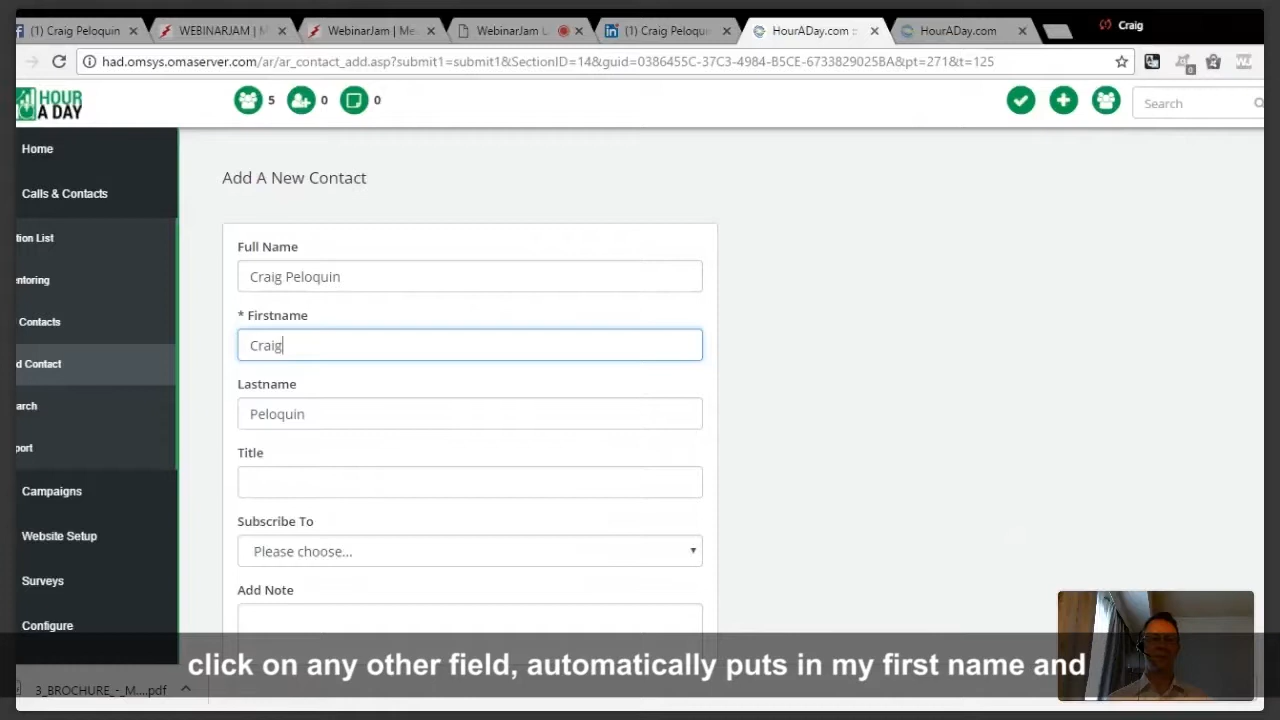 (1) Craig Peloquin
WEBINARJAM | M
WebinarJam | Me
WebinarJam L
(1) Craig Peloqui
HourADay.com ::
HourADay.com
Craig
had.omsys.omaserver.com/ar/ar_contact_add.asp?submit1=submit1&SectionID=14&guid=0386455C-37C3-4984-B5CE-6733829025BA&pt=271&t=125
HOUR
A DAY
5
0
0
Search
Home
Calls & Contacts
tion List
ntoring
Contacts
d Contact
arch
port
Campaigns
Website Setup
Surveys
Configure
Add A New Contact
Full Name
Craig Peloquin
* Firstname
Craig
Lastname
Peloquin
Title
Subscribe To
Please choose...
Add Note
click on any other field, automatically puts in my first name and
3_BROCHURE_-_M....pdf